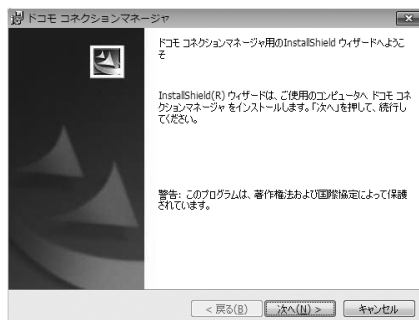 ドコモ コネクションマネージャ
ドコモ コネクションマネージャ用のInstallShield ウィザードへようこ
そ
InstallShield(R) ウィザードは、ご使用のコンピュータへ ドコモ コネ
クションマネージャ をインストールします。「次へ」を押して、続行し
てください。
警告: このプログラムは、著作権法および国際協定によって保護
されています。
< 戻る(B)
次へ(N) >
キャンセル